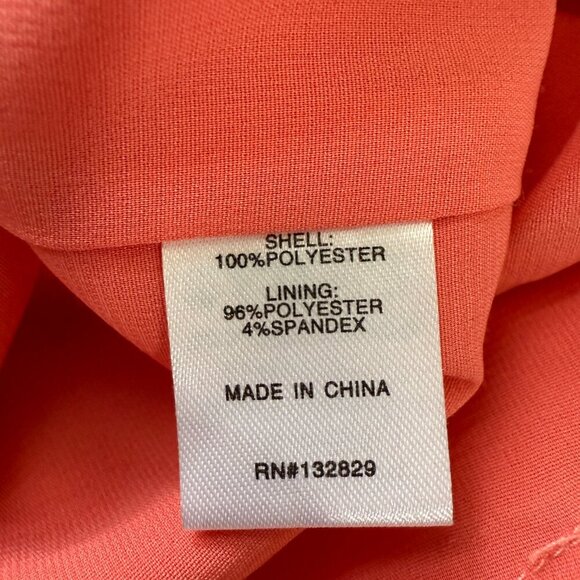 SHELL:
100%POLYESTER
LINING:
96%POLYESTER
4%SPANDEX
MADE IN CHINA
RN#132829